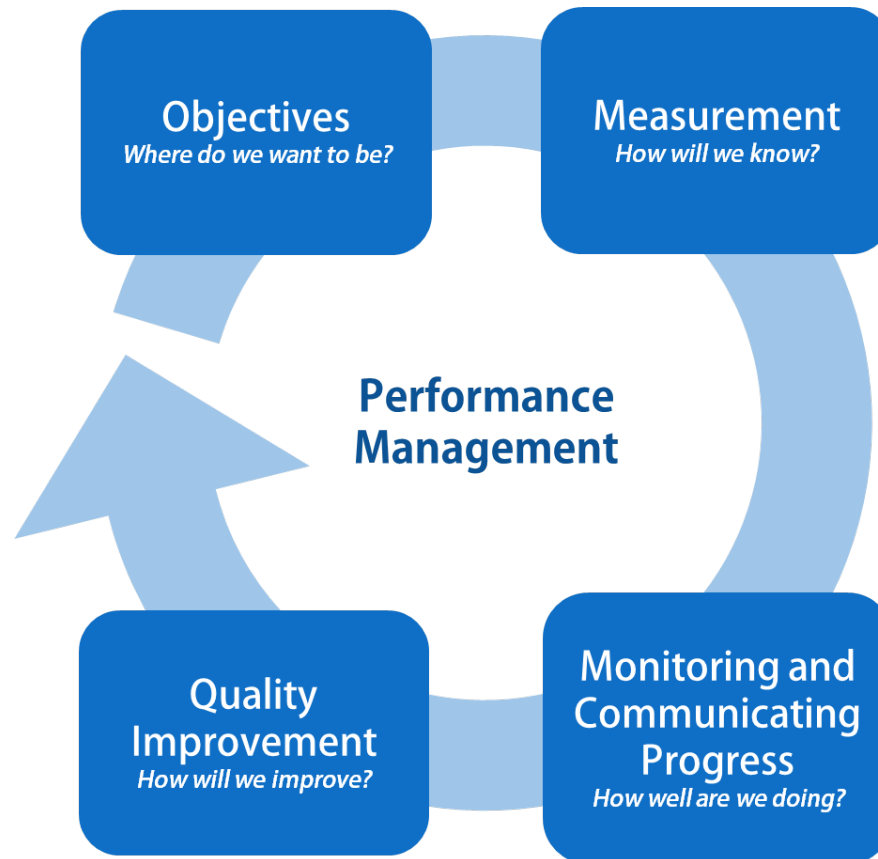 Objectives
Where do we want to be?
Measurement
How will we know?
Performance
Management
Quality
Improvement
How will we improve?
Monitoring and
Communicating
Progress
How well are we doing?